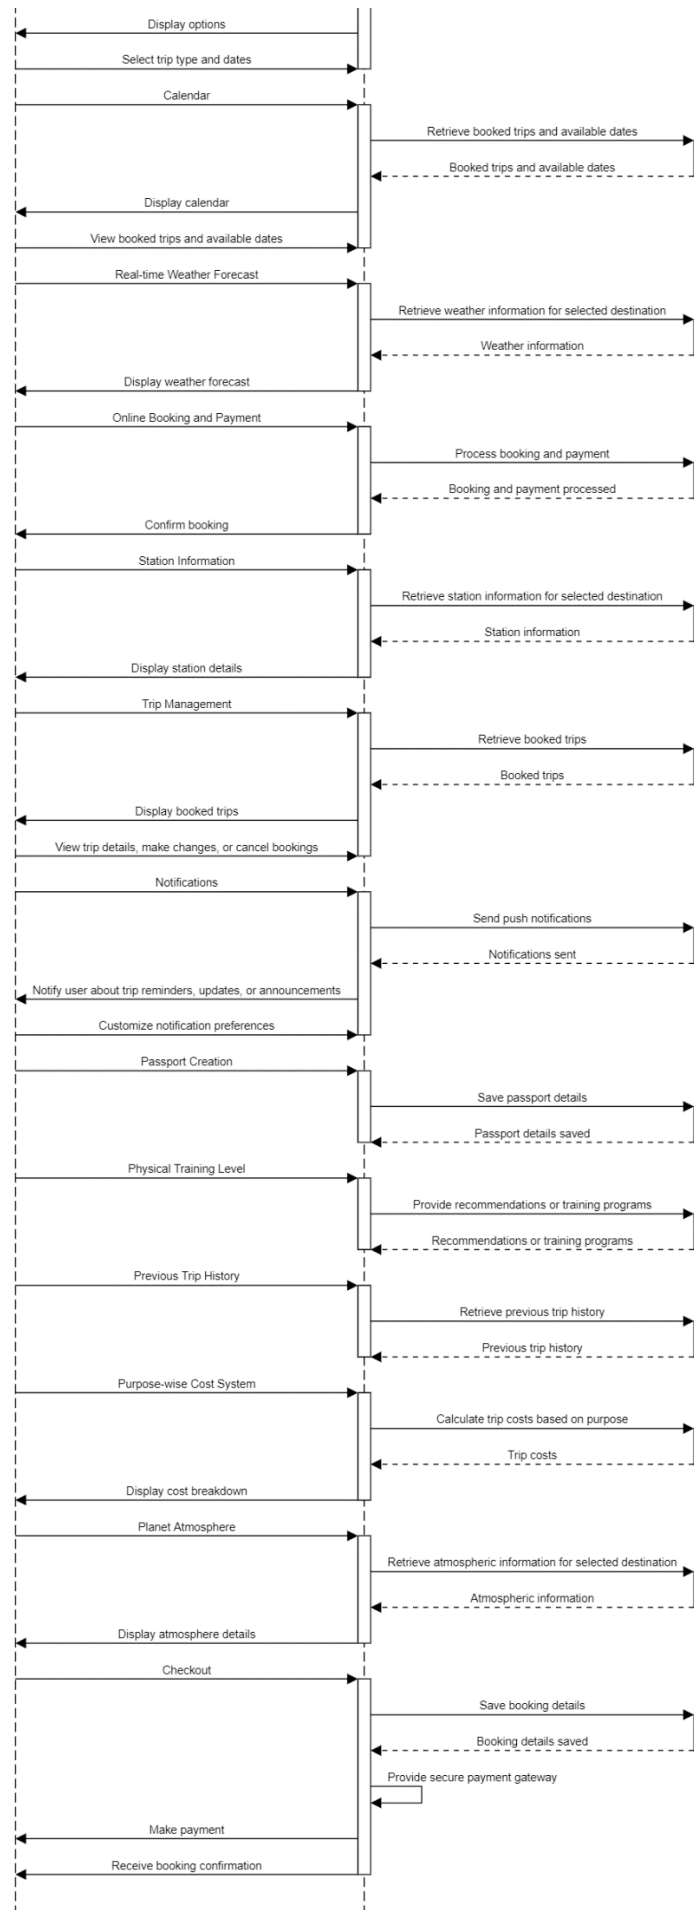 Display options
Select trip type and dates
Calendar
Retrieve booked trips and available dates
Booked trips and available dates
Display calendar
View booked trips and available dates
Real-time Weather Forecast
Retrieve weather information for selected destination
Weather information
Display weather forecast
Online Booking and Payment
Process booking and payment
Booking and payment processed
Confirm booking
Station Information
Retrieve station information for selected destination
Station information
Display station details
Trip Management
Retrieve booked trips
Booked trips
Display booked trips
View trip details, make changes, or cancel bookings
Notifications
Send push notifications
Notifications sent
Notify user about trip reminders, updates, or announcements
Customize notification preferences
Passport Creation
Save passport details
Passport details saved
Physical Training Level
Provide recommendations or training programs
Recommendations or training programs
Previous Trip History
Retrieve previous trip history
Previous trip history
Purpose-wise Cost System
Calculate trip costs based on purpose
Trip costs
Display cost breakdown
Planet Atmosphere
Retrieve atmospheric information for selected destination
Atmospheric information
Display atmosphere details
Checkout
Save booking details
Booking details saved
Provide secure payment gateway
Make payment
Receive booking confirmation